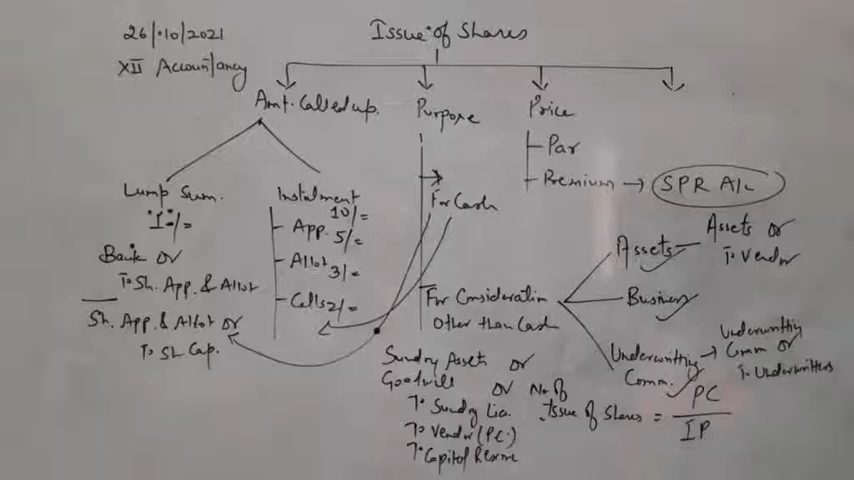 26/10/2021
XII Accountancy
Issue of Shares
Amt. Called up.
Purpose
Price
Lump Sum.
10/=
Bank Dr
To Sh. App. & Allot
Sh. App & Allot Dr
To Sh Cap.
Instalment
10/=
App. 5/=
Allot 3/=
Calls 2/=
For Cash
For Consideration
Other than Cash
Par
Premium → SPR A/c
Assets
Assets Dr
To Vendor
Business
Underwriting
Comm.
Underwriting
Comm Dr
To Underwriters
Sundry Assets Dr
Goodwill Dr
To Sundry Lia.
To Vendor (PC)
To Capital Reserve
No of
Issue of Shares = PC
IP